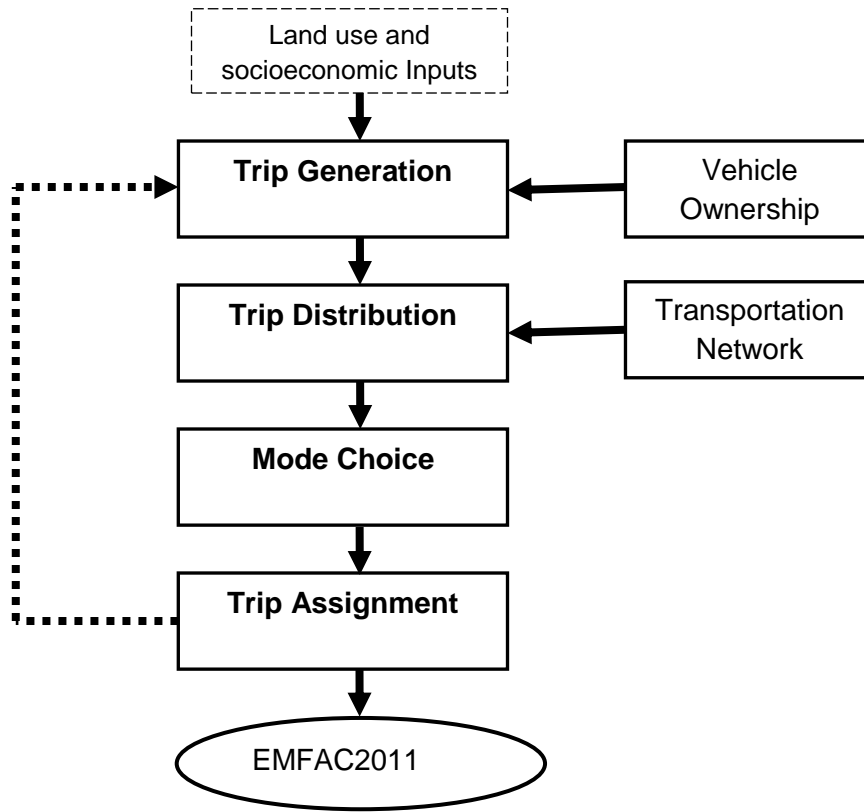 Land use and
socioeconomic Inputs
Trip Generation
Vehicle
Ownership
Trip Distribution
Transportation
Network
Mode Choice
Trip Assignment
EMFAC2011